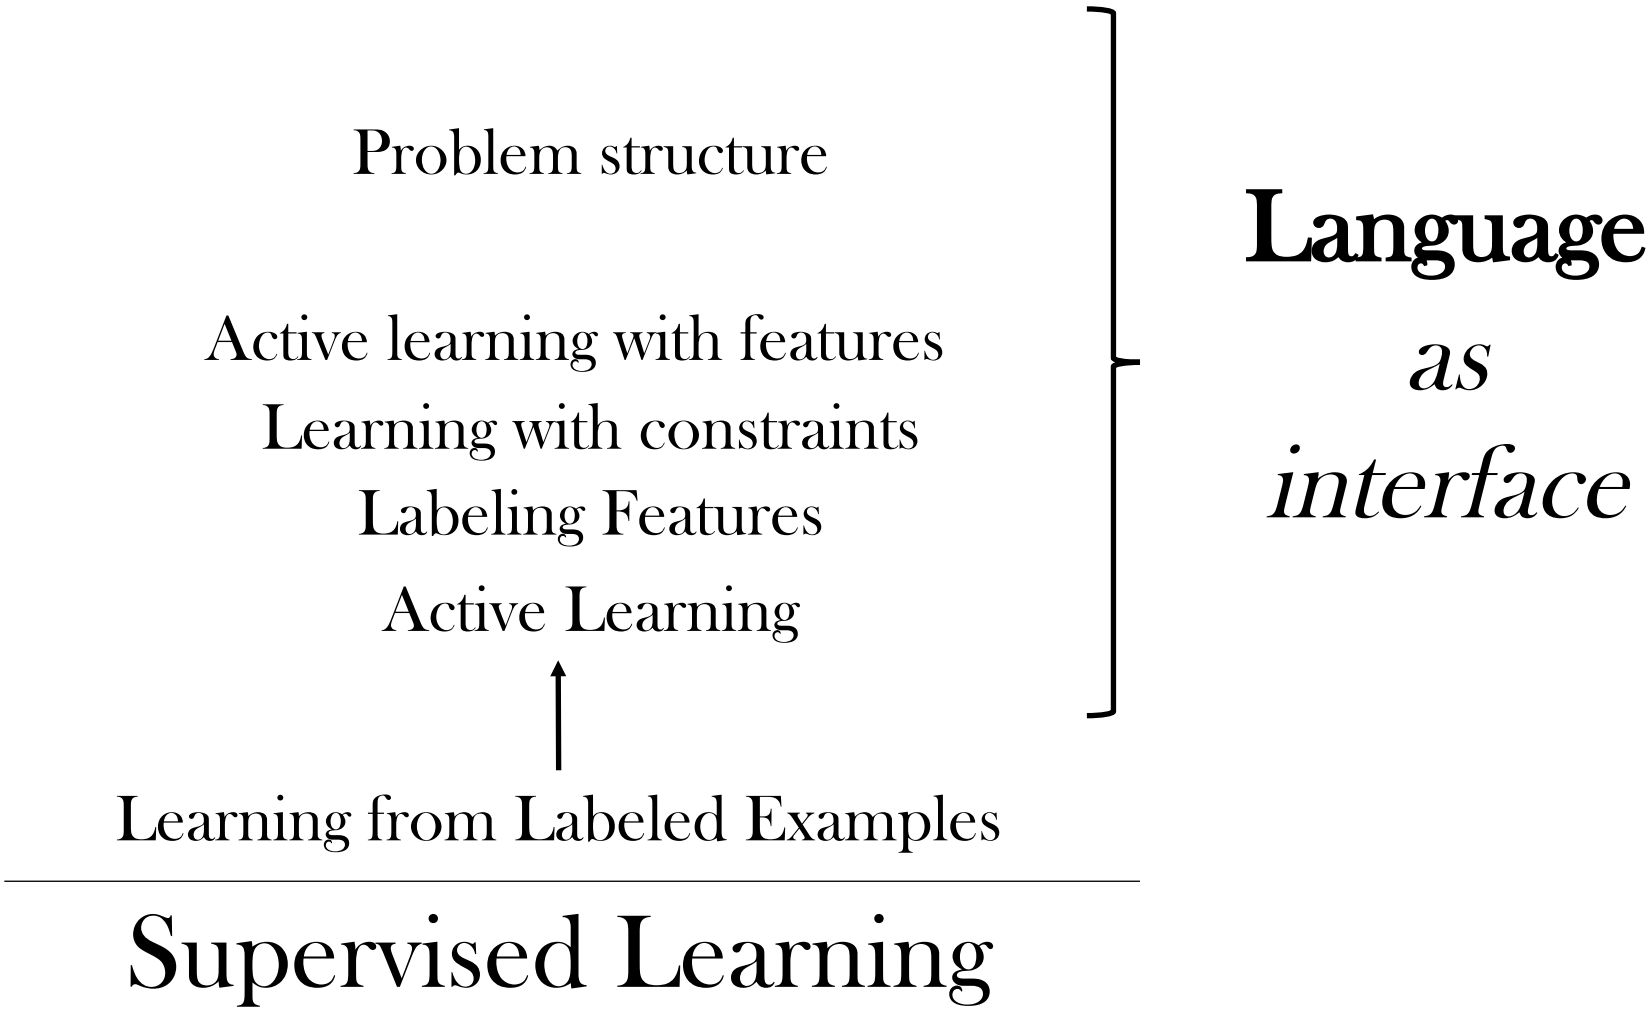 Problem structure
Active learning with features
Learning with constraints
Labeling Features
Active Learning
Learning from Labeled Examples
Supervised Learning
Language
as
interface